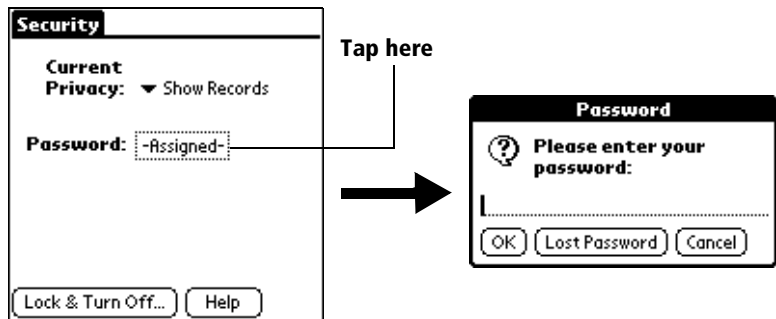 Security
Current
Privacy: Show Records
Password: -Assigned-
Lock & Turn Off... Help
Tap here
Password
Please enter your
password:
OK Lost Password Cancel